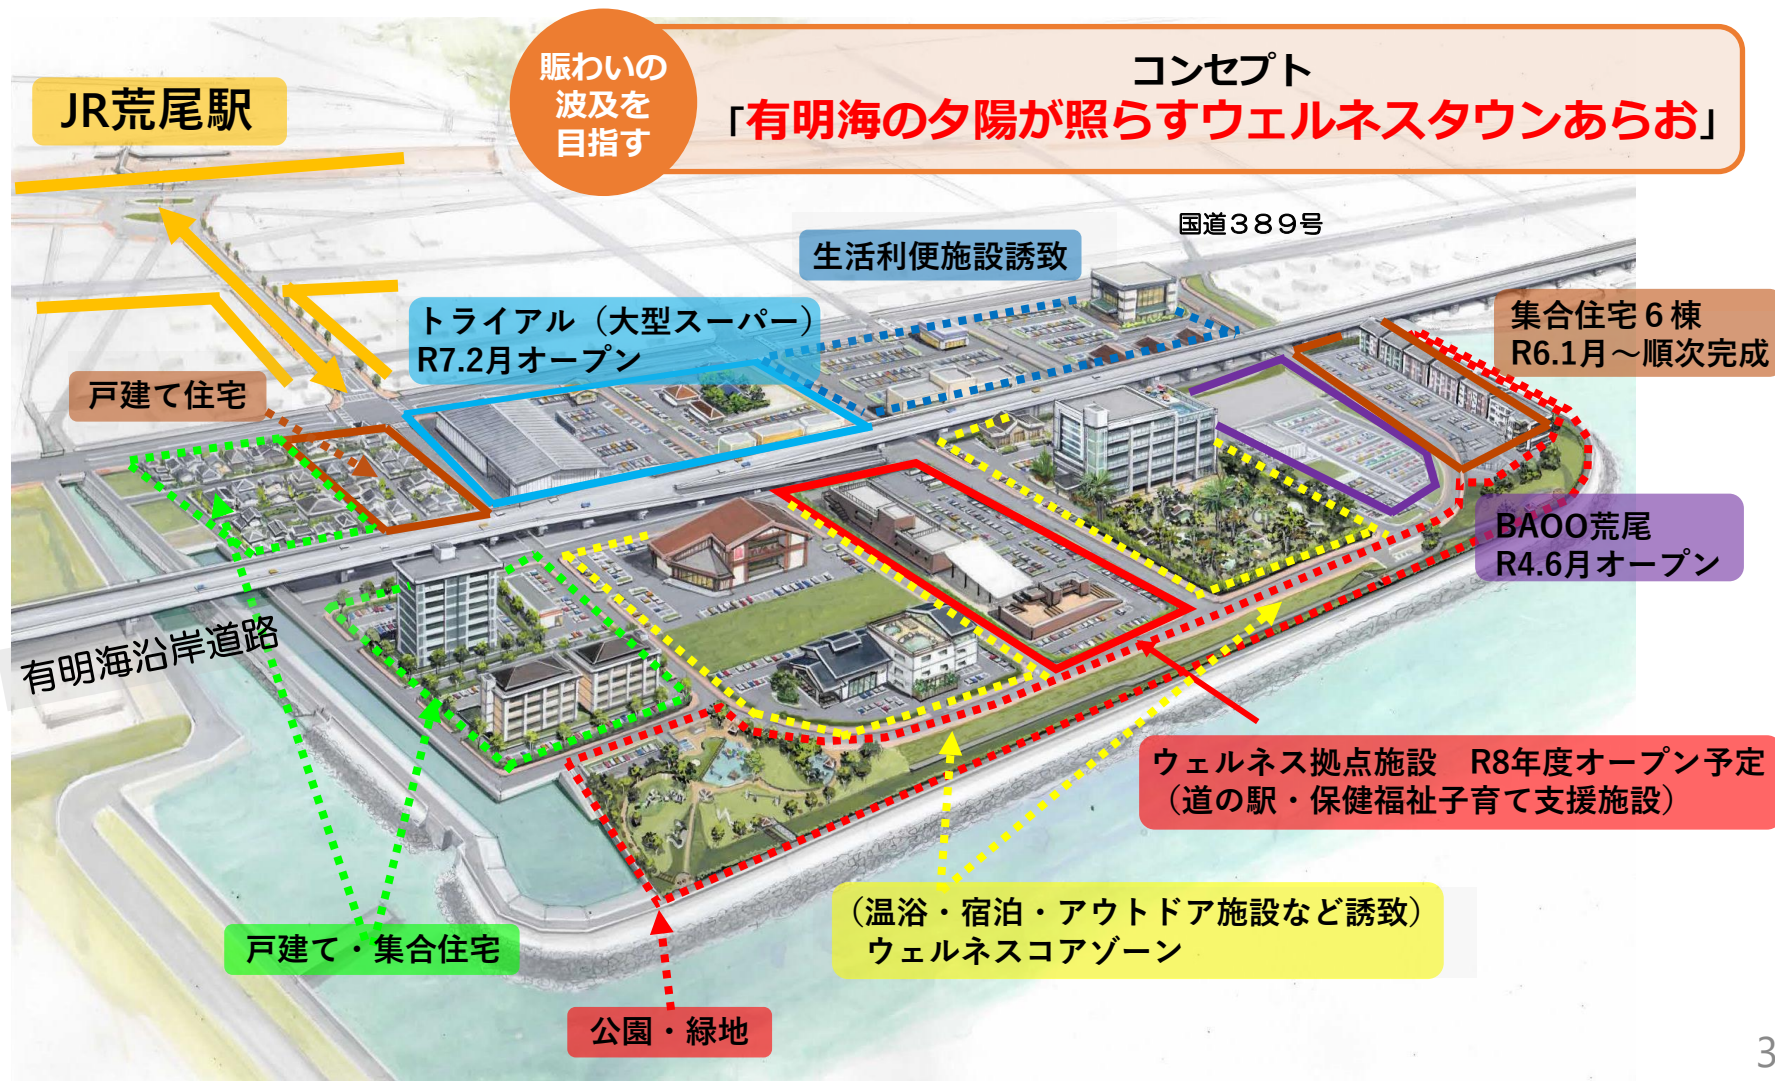 賑わいの
波及を
目指す
コンセプト
「有明海の夕陽が照らすウェルネスタウンあらお」
JR荒尾駅
国道３８９号
生活利便施設誘致
トライアル（大型スーパー）
R7.2月オープン
集合住宅６棟
R6.1月～順次完成
戸建て住宅
BAOO荒尾
R4.6月オープン
有明海沿岸道路
ウェルネス拠点施設　R8年度オープン予定
（道の駅・保健福祉子育て支援施設）
（温浴・宿泊・アウトドア施設など誘致）
ウェルネスコアゾーン
戸建て・集合住宅
公園・緑地
3